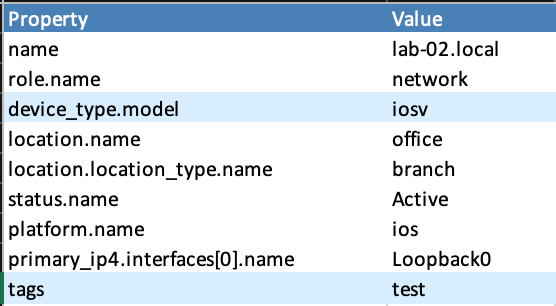 Property Value
name lab-02.local
role.name network
device_type.model iosv
location.name office
location.location_type.name branch
status.name Active
platform.name ios
primary_ip4.interfaces[0].name Loopback0
tags test